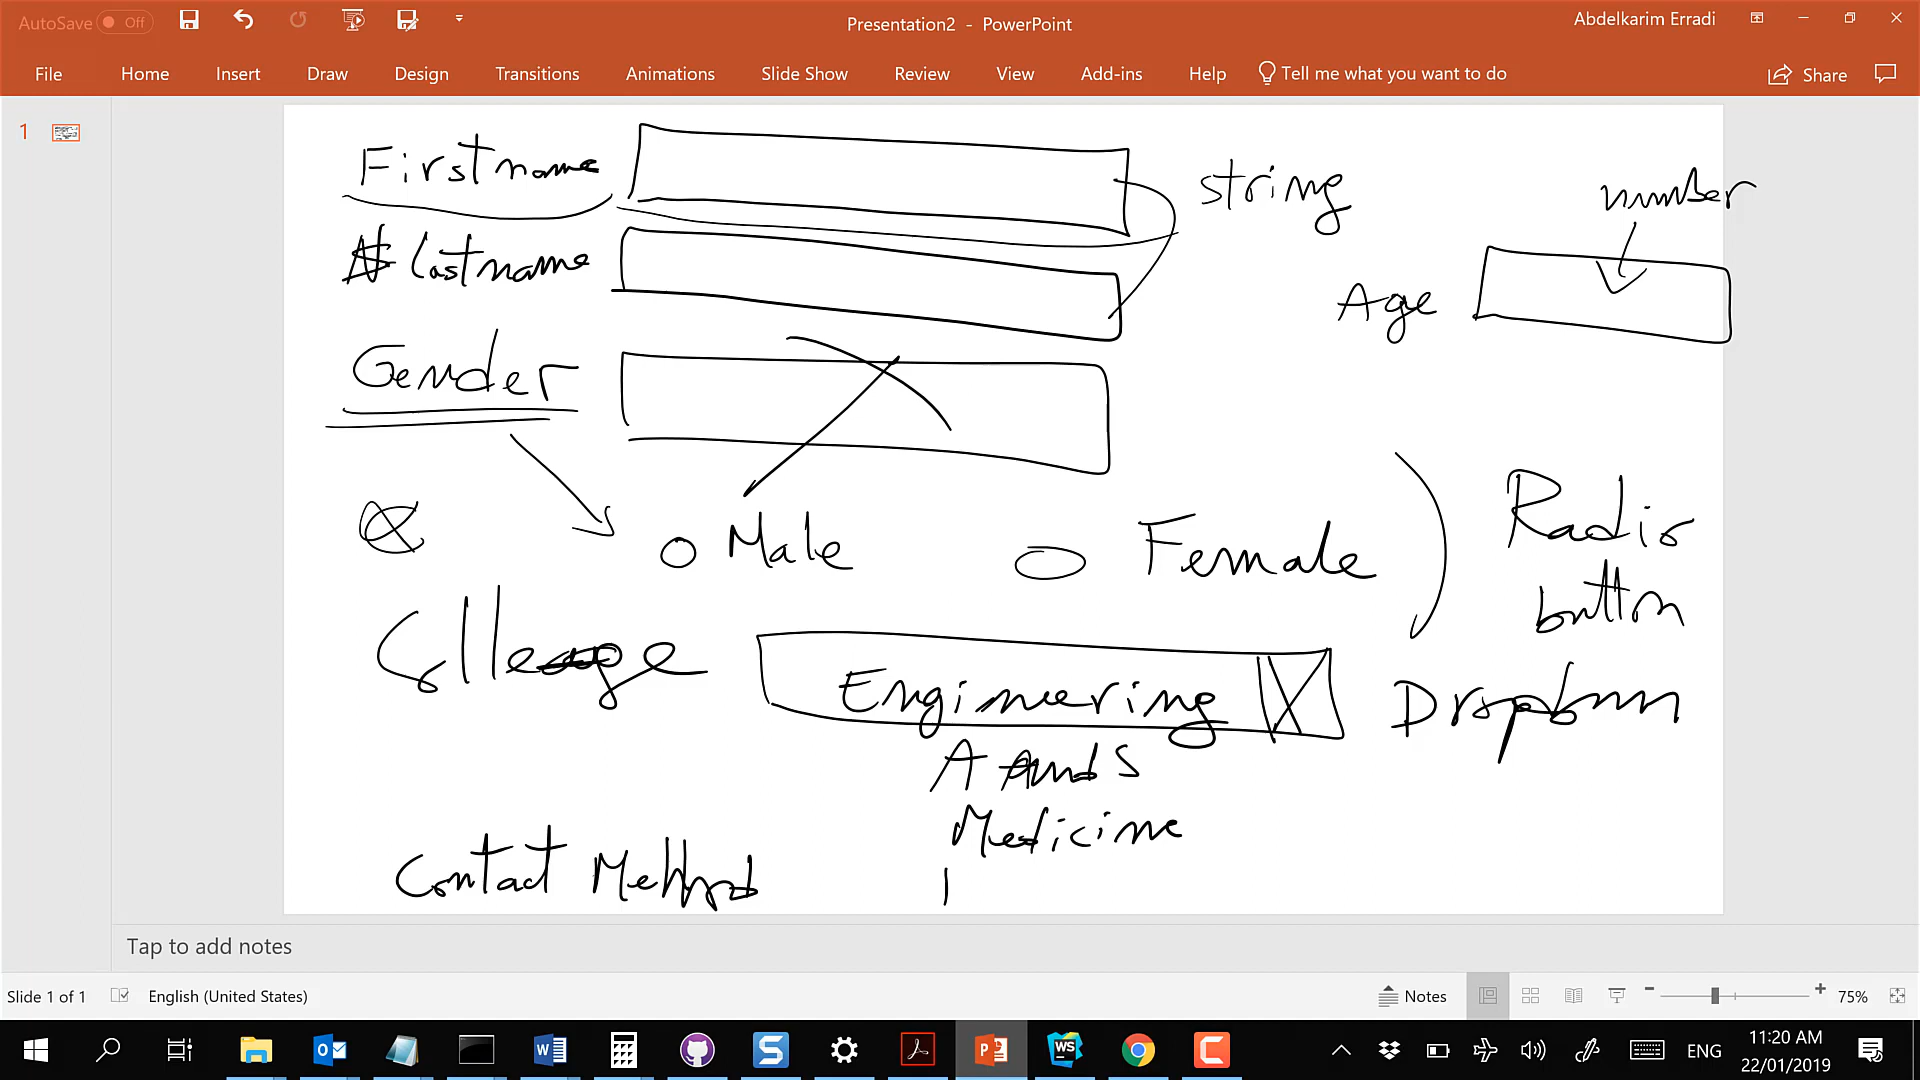 AutoSave Off
Presentation2 - PowerPoint
Abdelkarim Erradi
File Home Insert Draw Design Transitions Animations Slide Show Review View Add-ins Help Tell me what you want to do Share
1
First name
string
number
Last name
Age
Gender
Male Female
Radio button
College
Engineering
Dropdown
A and S
Medicine
Contact Method
Tap to add notes
Slide 1 of 1 English (United States) Notes 75%
ENG
11:20 AM
22/01/2019